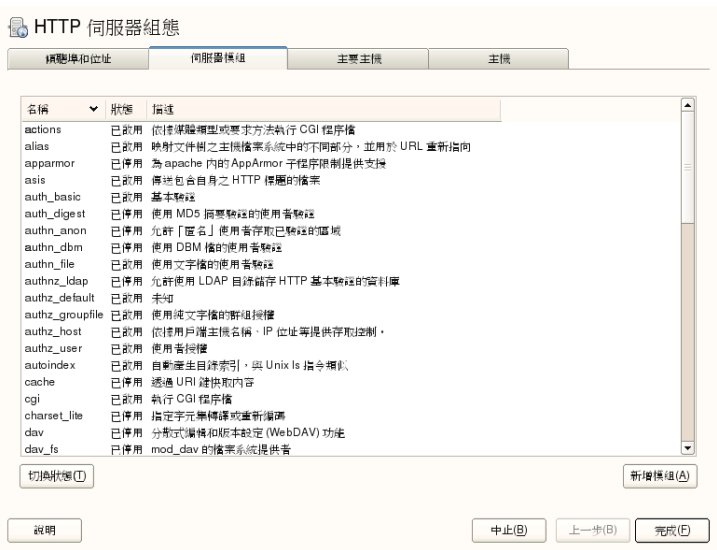 HTTP 伺服器組態
傾聽埠和位址 伺服器模組 主要主機 主機
名稱 狀態 描述
actions 已啟用 依據媒體類型或要求方法執行 CGI 程序檔
alias 已啟用 映射文件樹之主機檔案系統中的不同部分，並用於 URL 重新指向
apparmor 已停用 為 apache 內的 AppArmor 子程序限制提供支援
asis 已停用 傳送包含自身之 HTTP 標題的檔案
auth_basic 已啟用 基本驗證
auth_digest 已停用 使用 MD5 摘要驗證的使用者驗證
authn_anon 已停用 允許「匿名」使用者存取已驗證的區域
authn_dbm 已停用 使用 DBM 檔的使用者驗證
authn_file 已啟用 使用文字檔的使用者驗證
authnz_ldap 已停用 允許使用 LDAP 目錄儲存 HTTP 基本驗證的資料庫
authz_default 已啟用 未知
authz_groupfile 已啟用 使用純文字檔的群組授權
authz_host 已啟用 依據用戶端主機名稱、IP 位址等提供存取控制。
authz_user 已啟用 使用者授權
autoindex 已啟用 自動產生目錄索引，與 Unix ls 指令類似
cache 已停用 透過 URI 鍵快取內容
cgi 已啟用 執行 CGI 程序檔
charset_lite 已停用 指定字元集轉譯或重新編碼
dav 已停用 分散式編輯和版本設定 (WebDAV) 功能
dav_fs 已停用 mod_dav 的檔案系統提供者
切換狀態(T) 新增模組(A)
說明 中止(B) 上一步(B) 完成(F)